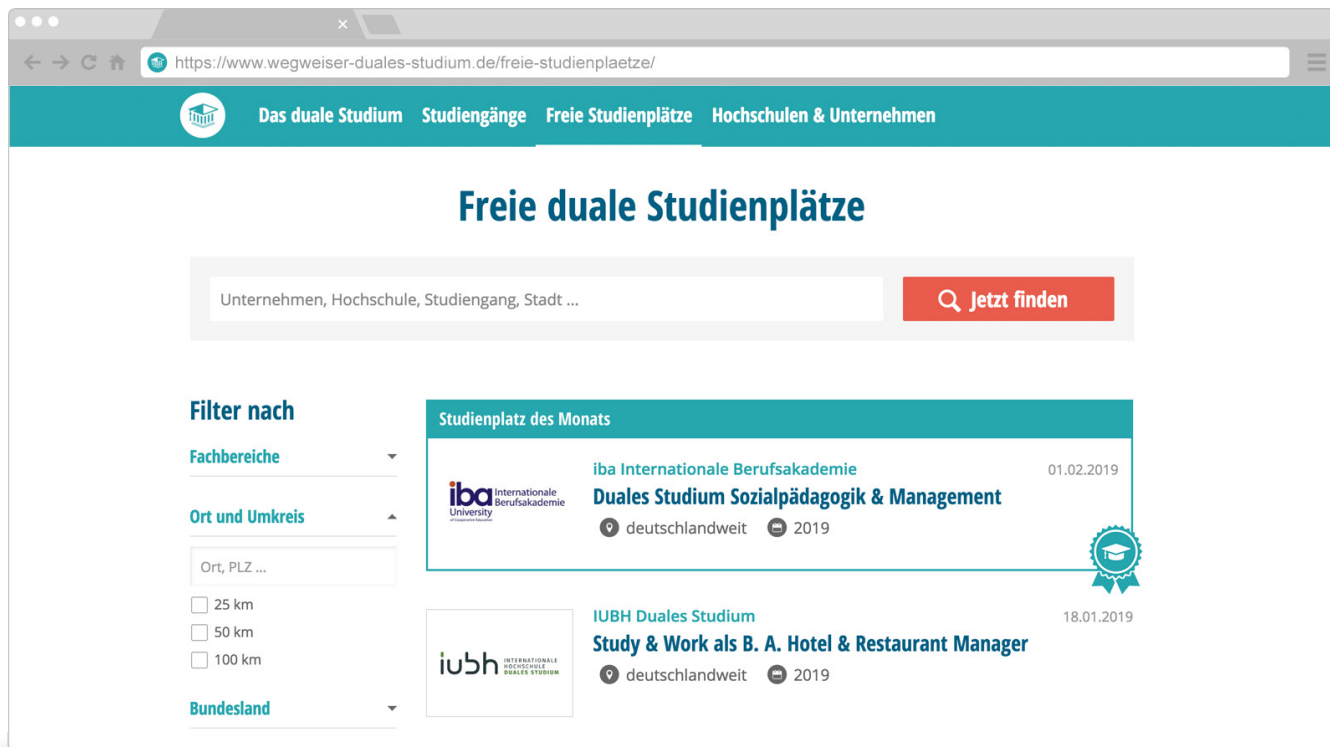 https://www.wegweiser-duales-studium.de/freie-studienplaetze/
Das duale Studium Studiengänge Freie Studienplätze Hochschulen & Unternehmen
Freie duale Studienplätze
Unternehmen, Hochschule, Studiengang, Stadt ...
Jetzt finden
Filter nach
Fachbereiche
Ort und Umkreis
Ort, PLZ ...
25 km
50 km
100 km
Bundesland
Studienplatz des Monats
iba Internationale
Berufsakademie
University
of Cooperative Education
iba Internationale Berufsakademie
01.02.2019
Duales Studium Sozialpädagogik & Management
deutschlandweit 2019
iubh INTERNATIONALE
HOCHSCHULE
DUALES STUDIUM
IUBH Duales Studium
18.01.2019
Study & Work als B. A. Hotel & Restaurant Manager
deutschlandweit 2019